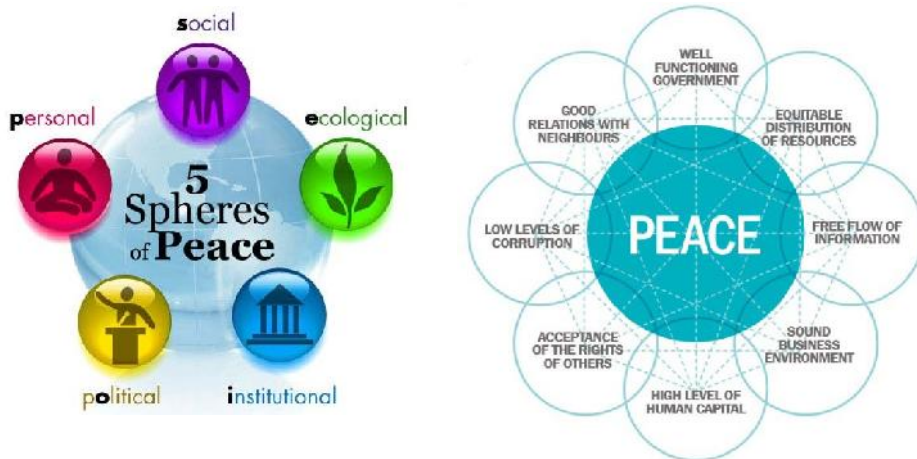 social
personal
ecological
5
Spheres
of Peace
political
institutional
WELL
FUNCTIONING
GOVERNMENT
GOOD
RELATIONS WITH
NEIGHBOURS
EQUITABLE
DISTRIBUTION
OF RESOURCES
LOW LEVELS OF
CORRUPTION
PEACE
FREE FLOW OF
INFORMATION
ACCEPTANCE
OF THE RIGHTS
OF OTHERS
SOUND
BUSINESS
ENVIRONMENT
HIGH LEVEL OF
HUMAN CAPITAL